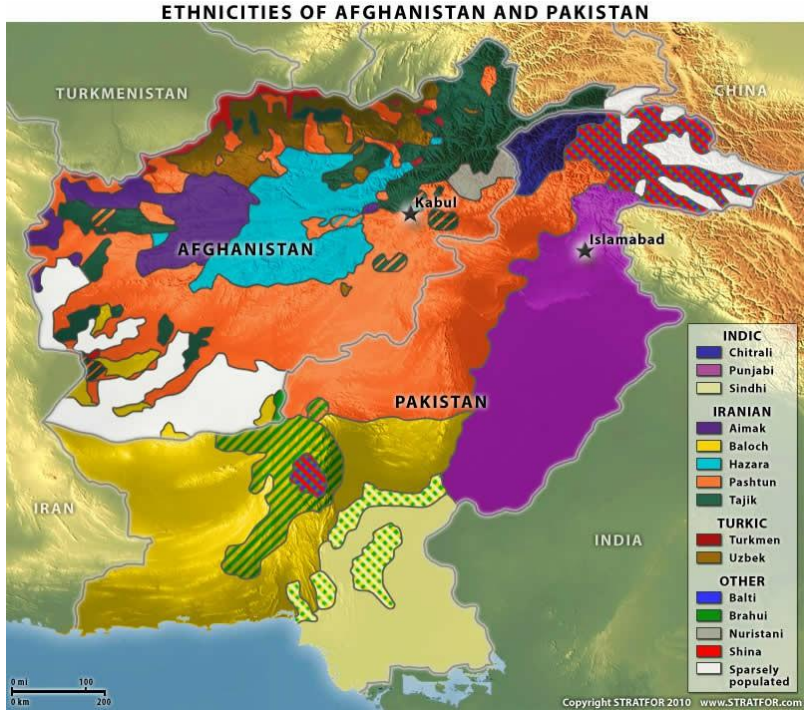 ETHNICITIES OF AFGHANISTAN AND PAKISTAN
TURKMENISTAN
CHINA
Kabul
Islamabad
AFGHANISTAN
PAKISTAN
IRAN
INDIA
INDIC
Chitrali
Punjabi
Sindhi
IRANIAN
Aimak
Baloch
Hazara
Pashtun
Tajik
TURKIC
Turkmen
Uzbek
OTHER
Balti
Brahui
Nuristani
Shina
Sparsely
populated
0 mi 100
0 km 200
Copyright STRATFOR 2010 www.STRATFOR.com